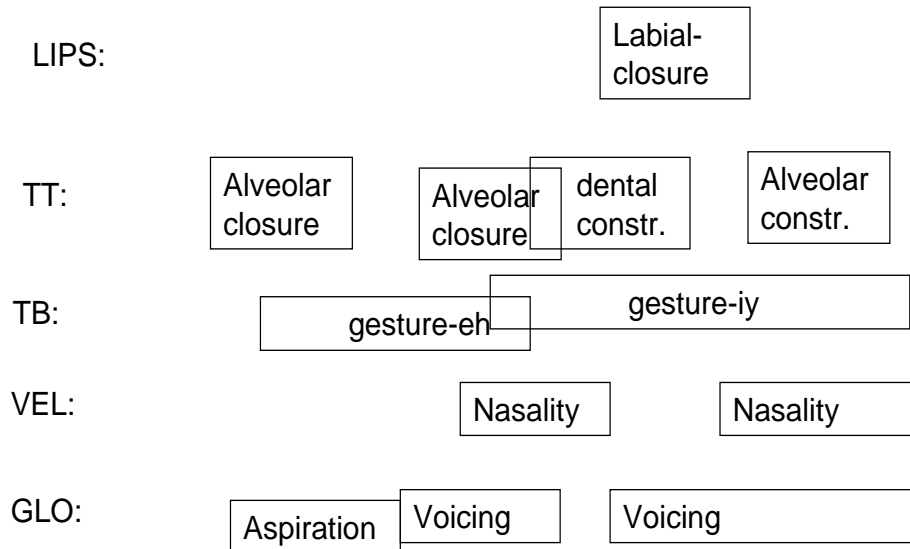 LIPS:
Labial-
closure
TT:
Alveolar
closure
Alveolar
closure
dental
constr.
Alveolar
constr.
TB:
gesture-eh
gesture-iy
VEL:
Nasality
Nasality
GLO:
Aspiration
Voicing
Voicing